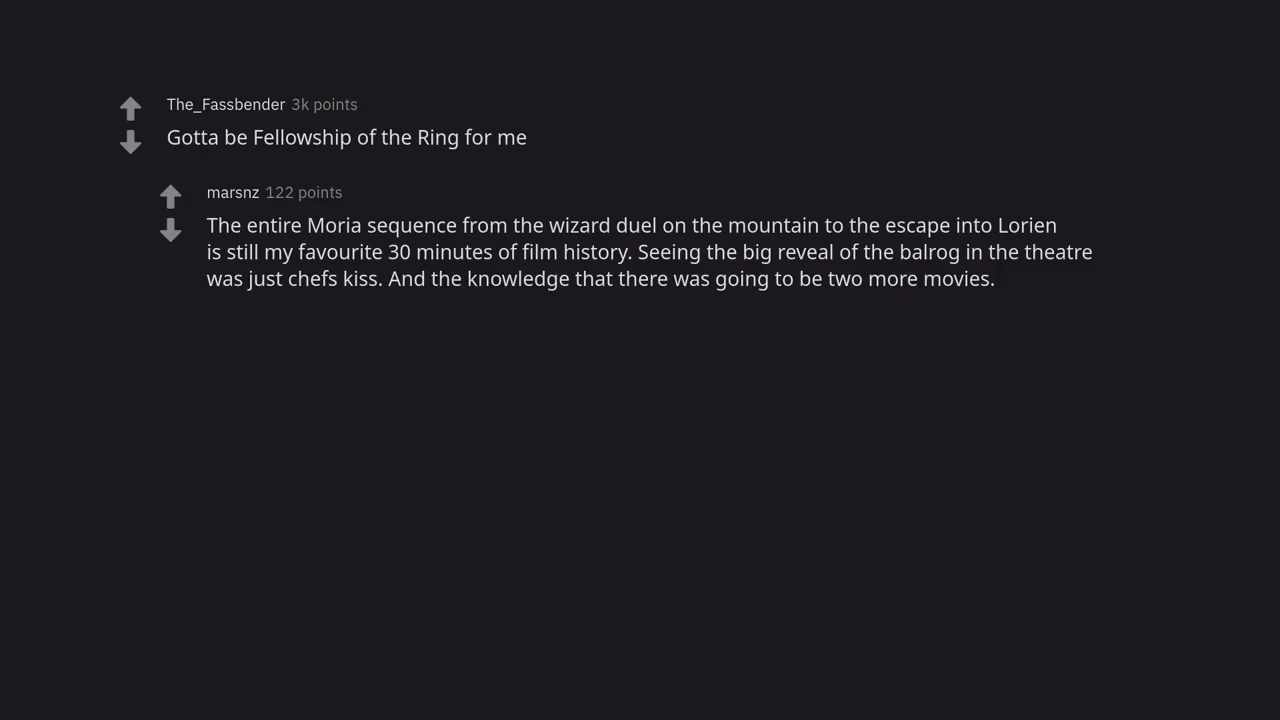 The_Fassbender 3k points
Gotta be Fellowship of the Ring for me
marsnz 122 points
The entire Moria sequence from the wizard duel on the mountain to the escape into Lorien
is still my favourite 30 minutes of film history. Seeing the big reveal of the balrog in the theatre
was just chefs kiss. And the knowledge that there was going to be two more movies.